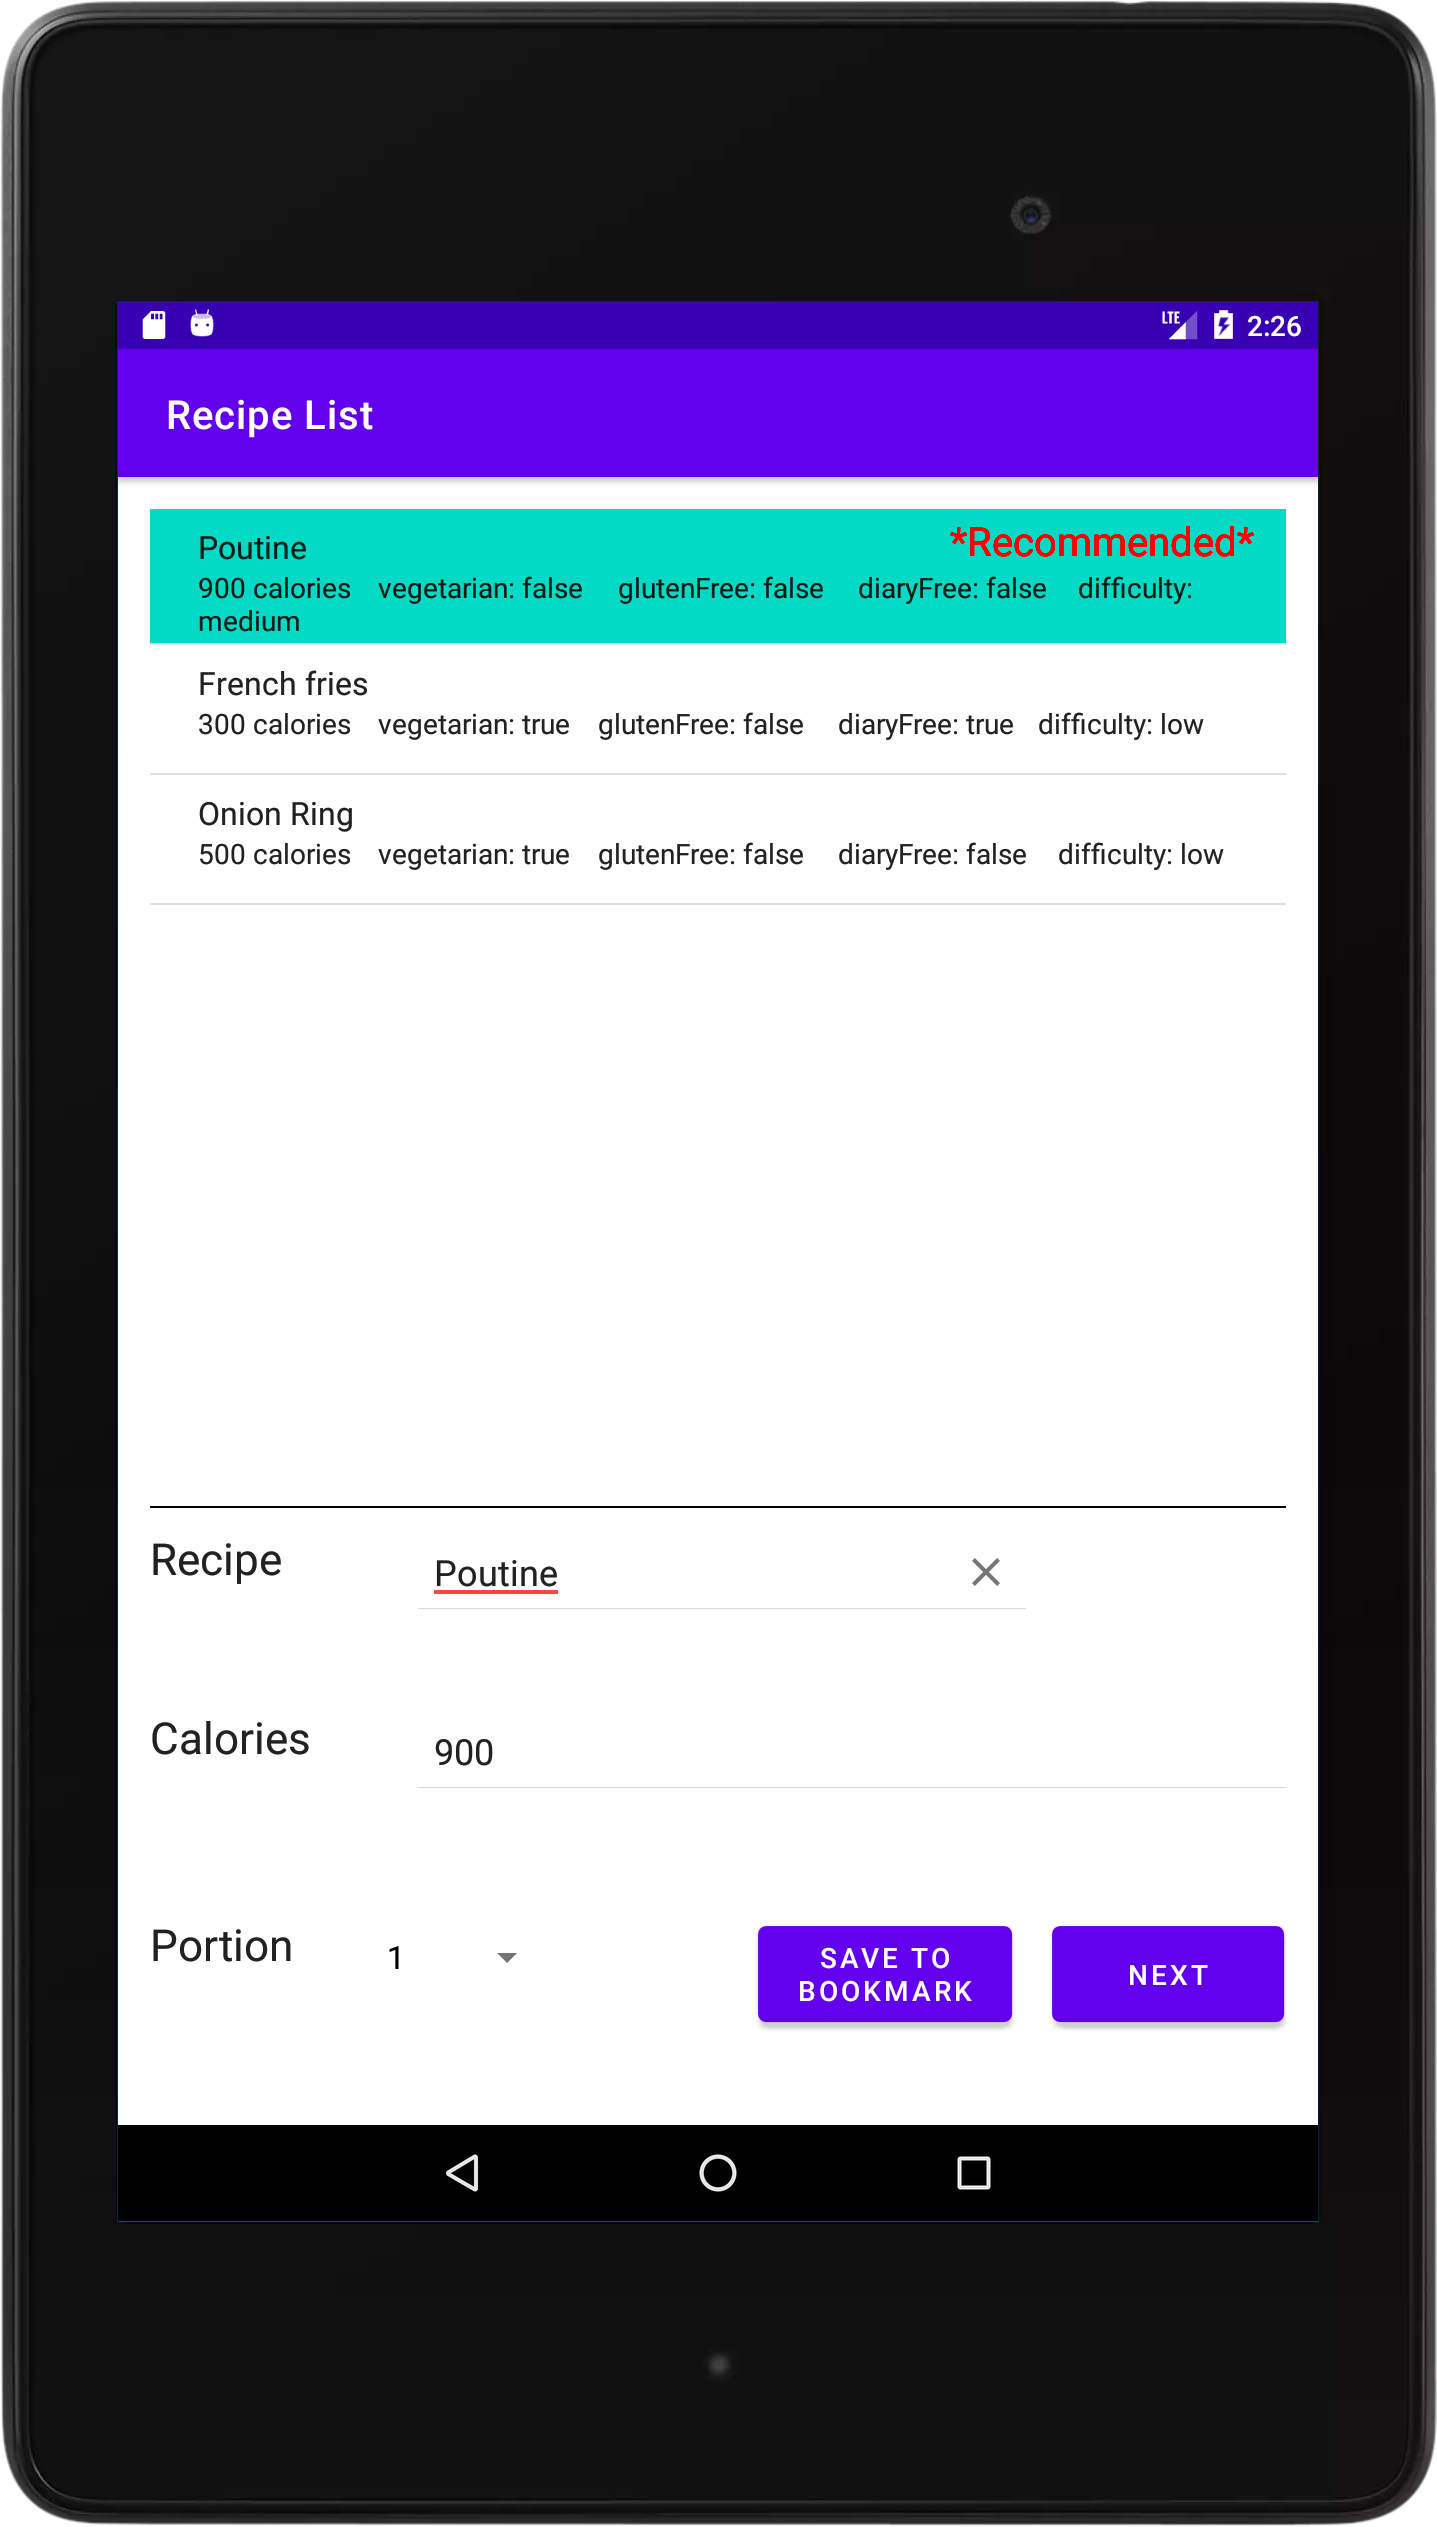 LTE 2:26
Recipe List
Poutine *Recommended*
900 calories vegetarian: false glutenFree: false diaryFree: false difficulty:
medium
French fries
300 calories vegetarian: true glutenFree: false diaryFree: true difficulty: low
Onion Ring
500 calories vegetarian: true glutenFree: false diaryFree: false difficulty: low
Recipe Poutine
Calories 900
Portion 1
SAVE TO
BOOKMARK
NEXT